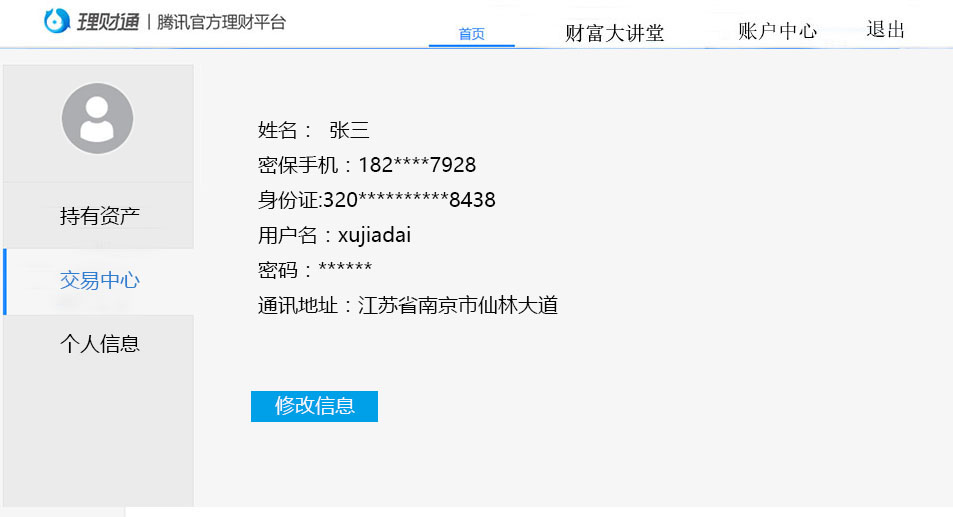 理财通 | 腾讯官方理财平台
首页 财富大讲堂 账户中心 退出
持有资产
交易中心
个人信息
姓名： 张三
密保手机：182****7928
身份证:320**********8438
用户名：xujiadai
密码：******
通讯地址：江苏省南京市仙林大道
修改信息